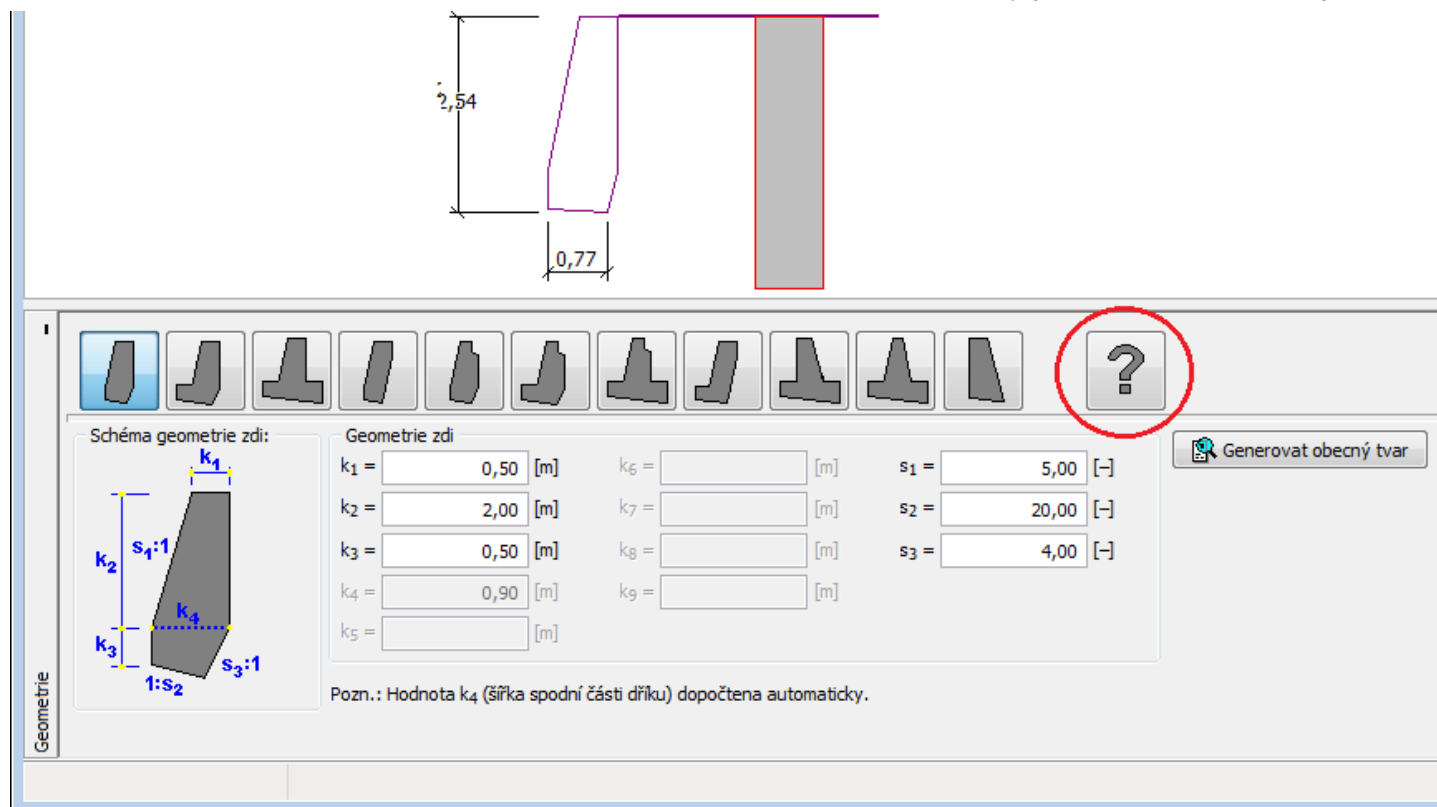 2,54
0,77
?
Schéma geometrie zdi:
k1
k2
s1:1
k4
k3
s3:1
1:s2
Geometrie zdi
k1 = 0,50 [m] k6 = [m] s1 = 5,00 [–]
k2 = 2,00 [m] k7 = [m] s2 = 20,00 [–]
k3 = 0,50 [m] k8 = [m] s3 = 4,00 [–]
k4 = 0,90 [m] k9 = [m]
k5 = [m]
Pozn.: Hodnota k4 (šířka spodní části dříku) dopočtena automaticky.
Generovat obecný tvar
Geometrie